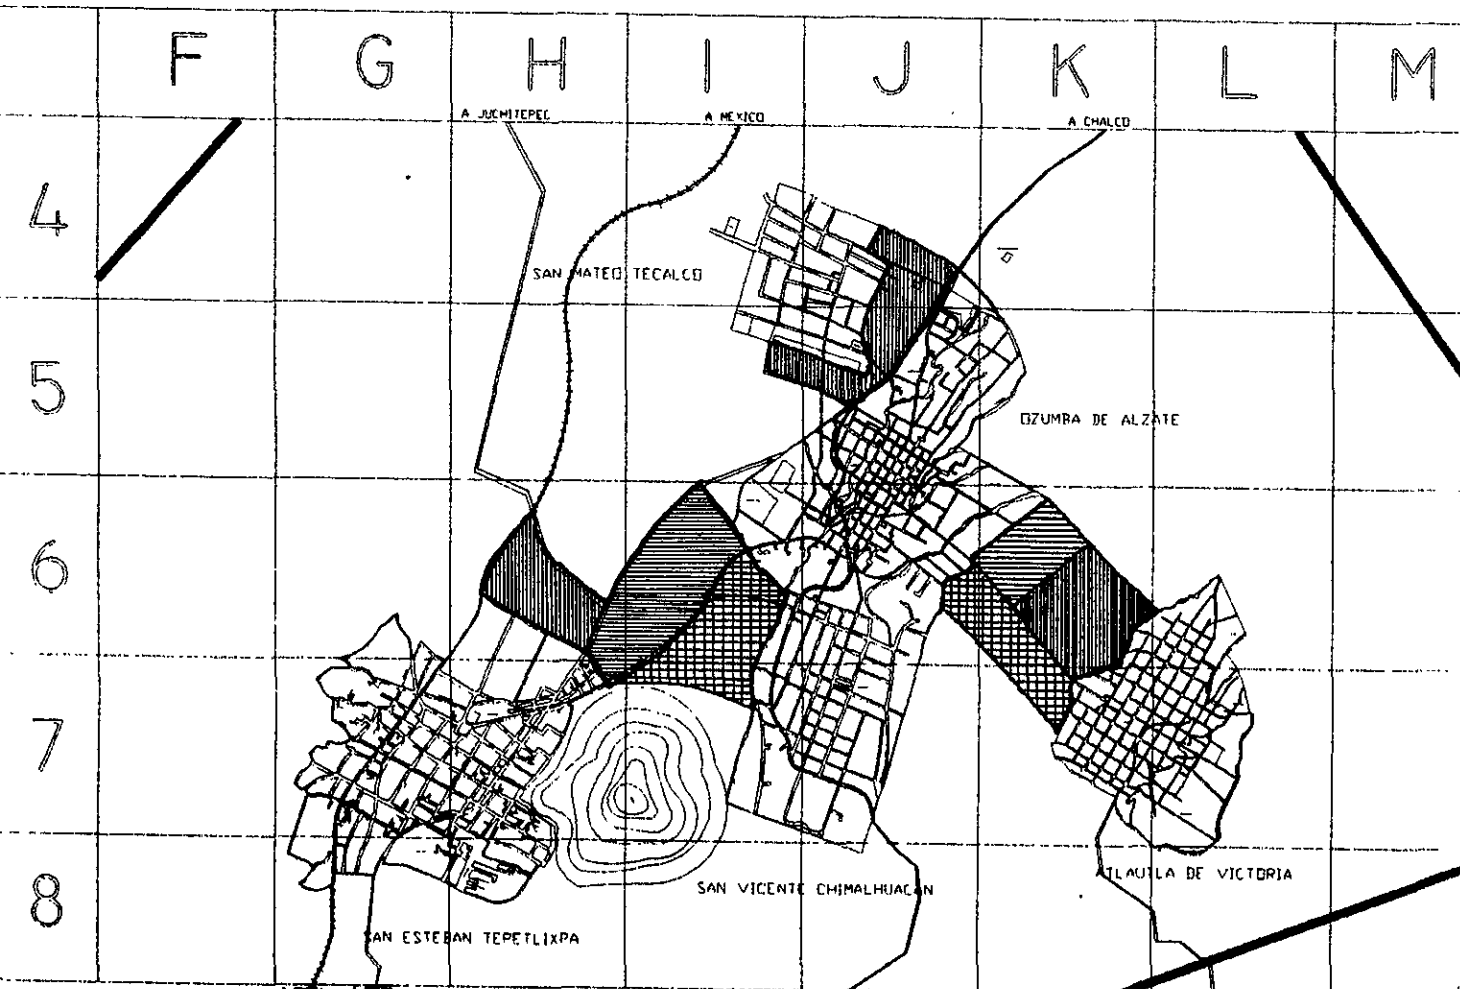 F G H I J K L M
A JUCHITEPEC A MEXICO A CHALCO
4
SAN MATEO TECALCO
5
OZUMBA DE ALZATE
6
7
ATLAUTLA DE VICTORIA
SAN VICENTE CHIMALHUACAN
8
SAN ESTEBAN TEPETLIXPA